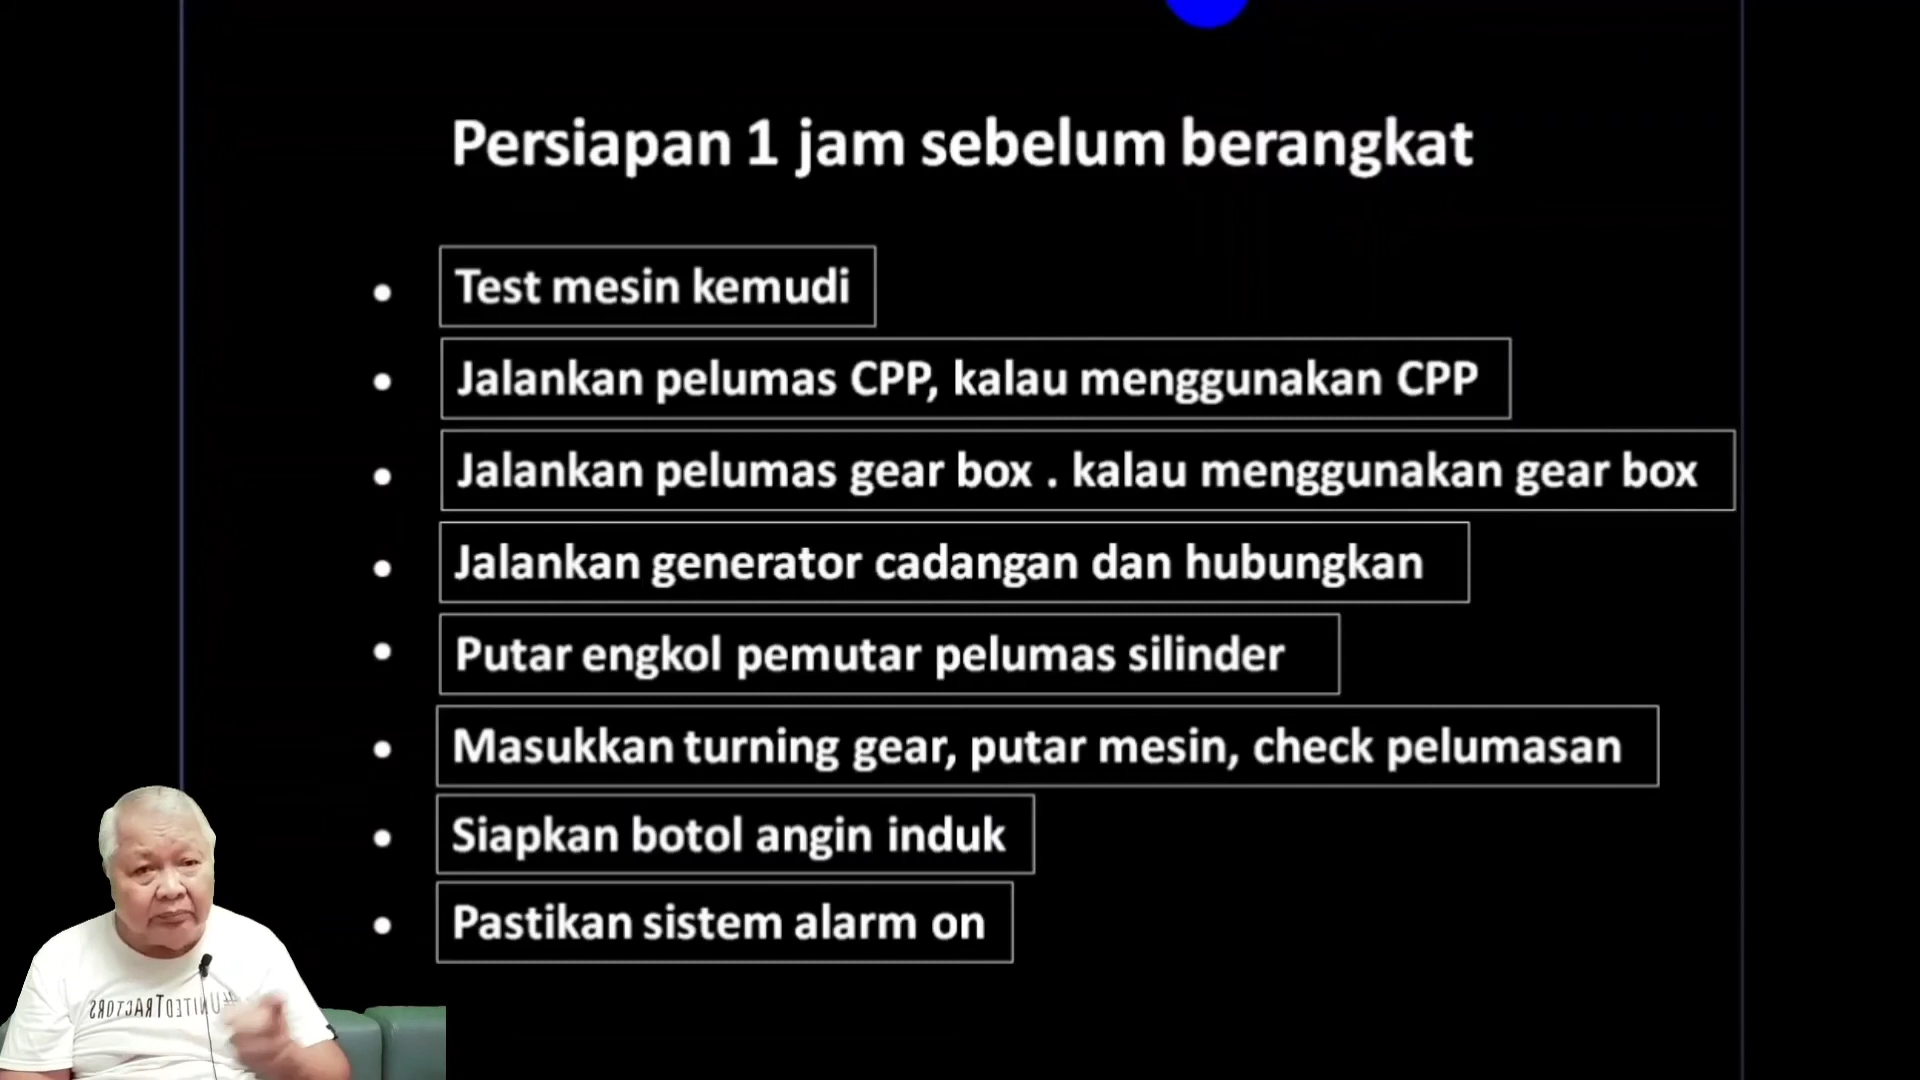 Persiapan 1 jam sebelum berangkat
Test mesin kemudi
Jalankan pelumas CPP, kalau menggunakan CPP
Jalankan pelumas gear box . kalau menggunakan gear box
Jalankan generator cadangan dan hubungkan
Putar engkol pemutar pelumas silinder
Masukkan turning gear, putar mesin, check pelumasan
Siapkan botol angin induk
Pastikan sistem alarm on
#UNITEDTRACTORS